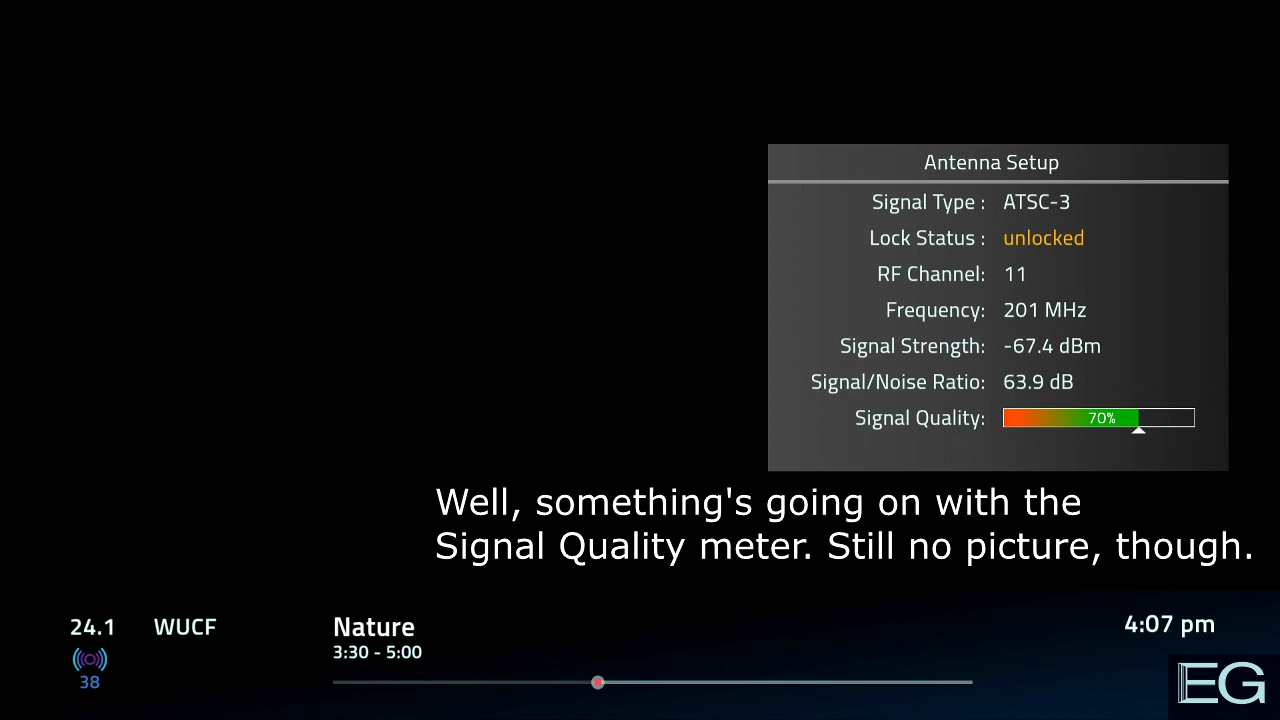 Antenna Setup
Signal Type : ATSC-3
Lock Status : unlocked
RF Channel: 11
Frequency: 201 MHz
Signal Strength: -67.4 dBm
Signal/Noise Ratio: 63.9 dB
Signal Quality: 70%
Well, something's going on with the
Signal Quality meter. Still no picture, though.
24.1 WUCF Nature 4:07 pm
3:30 - 5:00
38
EG